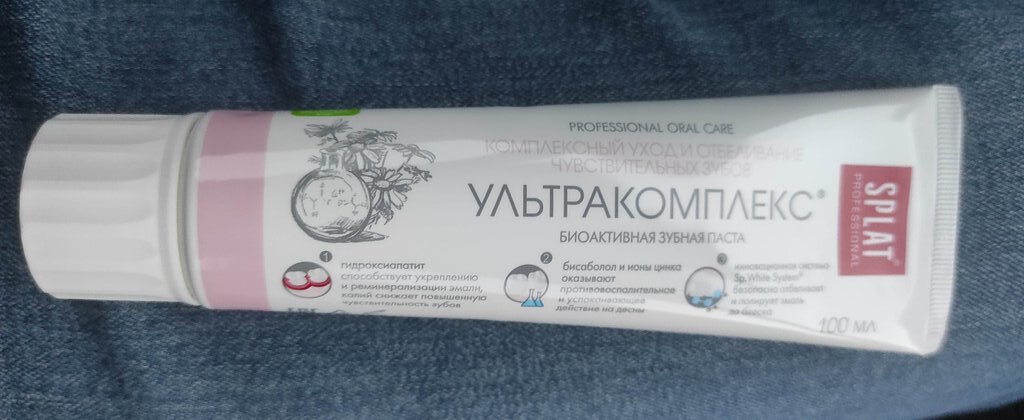 PROFESSIONAL ORAL CARE
КОМПЛЕКСНЫЙ УХОД И ОТБЕЛИВАНИЕ
ЧУВСТВИТЕЛЬНЫХ ЗУБОВ
УЛЬТРАКОМПЛЕКС®
БИОАКТИВНАЯ ЗУБНАЯ ПАСТА
SPLAT
PROFESSIONAL
1
гидроксиапатит
способствует укреплению
и реминерализации эмали,
калий снижает повышенную
чувствительность зубов
2
бисаболол и ионы цинка
оказывают
противовоспалительное
и успокаивающее
действие на десны
3
инновационная система
Sp.White System®
безопасно отбеливает
и полирует эмаль
до блеска
100 МЛ